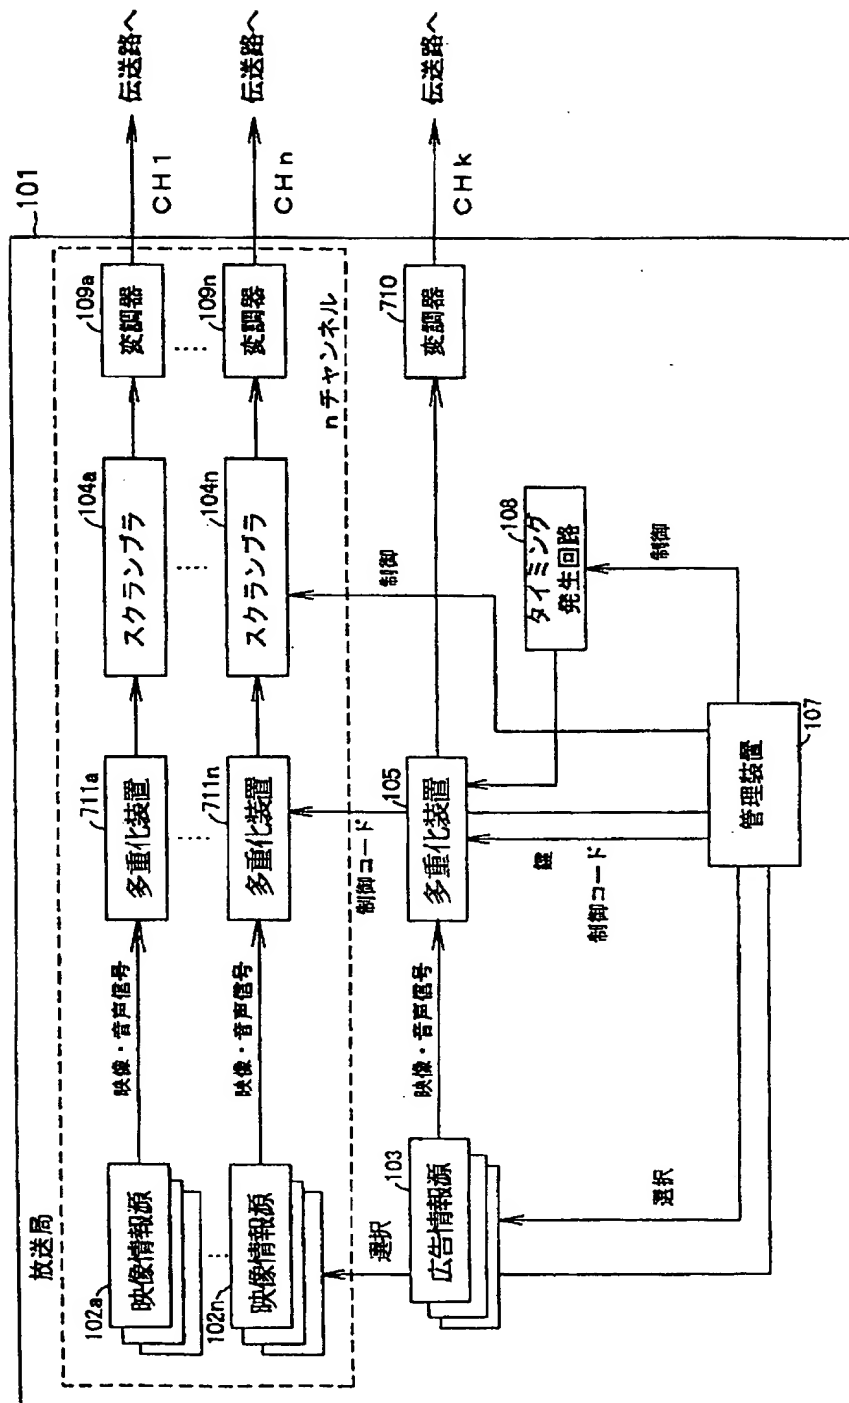 放送局
101
102a
映像情報源
映像・音声信号
711a
多重化装置
104a
スクランブラ
109a
変調器
CH1
伝送路へ
102n
映像情報源
映像・音声信号
711n
多重化装置
104n
スクランブラ
109n
変調器
CHn
伝送路へ
nチャンネル
選択
制御コード
制御
103
広告情報源
映像・音声信号
105
多重化装置
710
変調器
CHk
伝送路へ
鍵
制御コード
108
タイミング
発生回路
制御
選択
管理装置
107